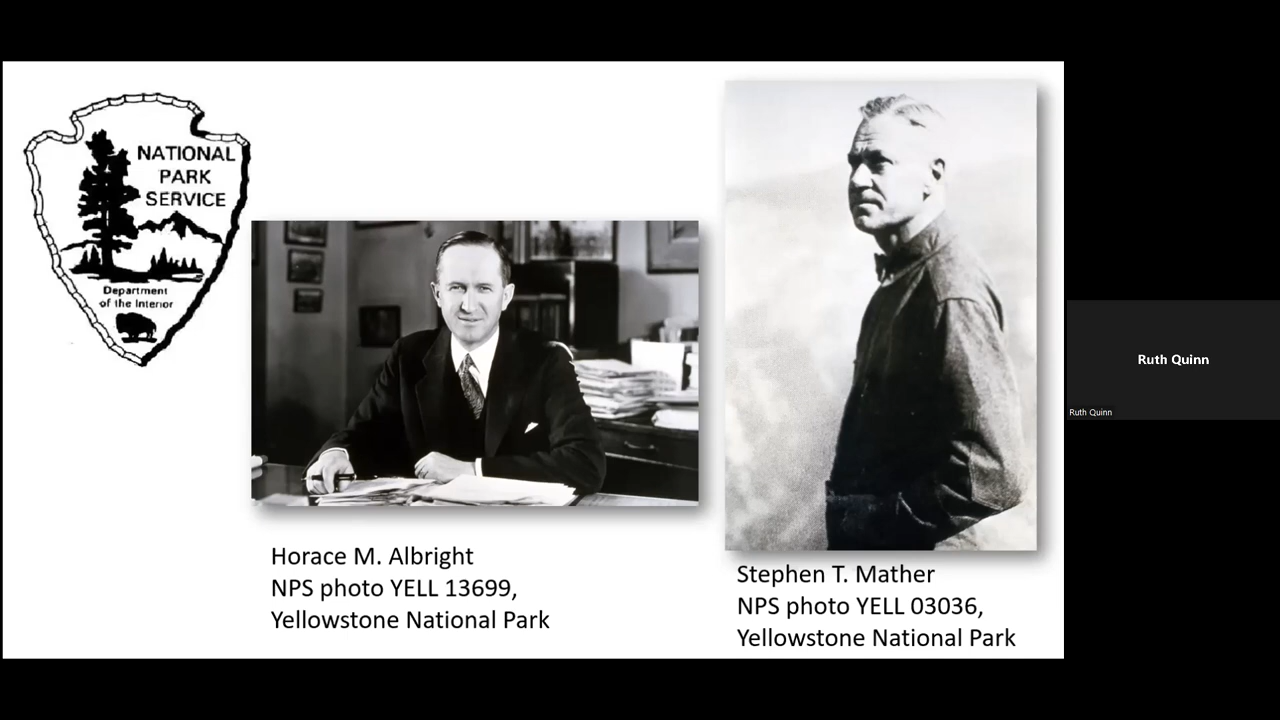 NATIONAL
PARK
SERVICE
Department
of the Interior
Horace M. Albright
NPS photo YELL 13699,
Yellowstone National Park
Stephen T. Mather
NPS photo YELL 03036,
Yellowstone National Park
Ruth Quinn
Ruth Quinn